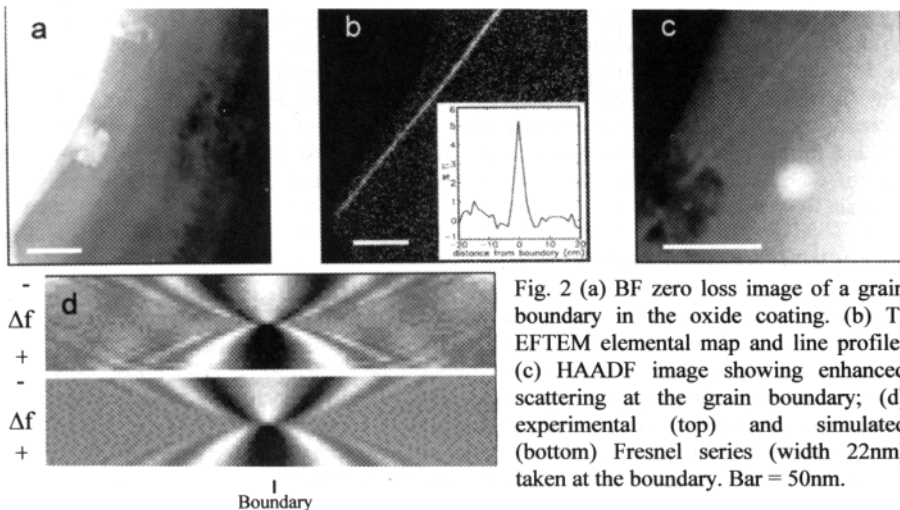 a
b
c
6
5
4
3
2
1
0
-1
-20 -10 0 10 20
distance from boundary (nm)
d
-
Δf
+
-
Δf
+
Boundary
Fig. 2 (a) BF zero loss image of a grain
boundary in the oxide coating. (b) T
EFTEM elemental map and line profile
(c) HAADF image showing enhanced
scattering at the grain boundary; (d
experimental (top) and simulated
(bottom) Fresnel series (width 22nm
taken at the boundary. Bar = 50nm.